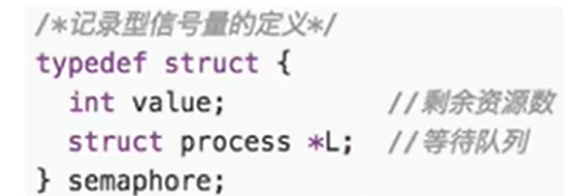 /*记录型信号量的定义*/
typedef struct {
  int value;           //剩余资源数
  struct process *L;   //等待队列
} semaphore;